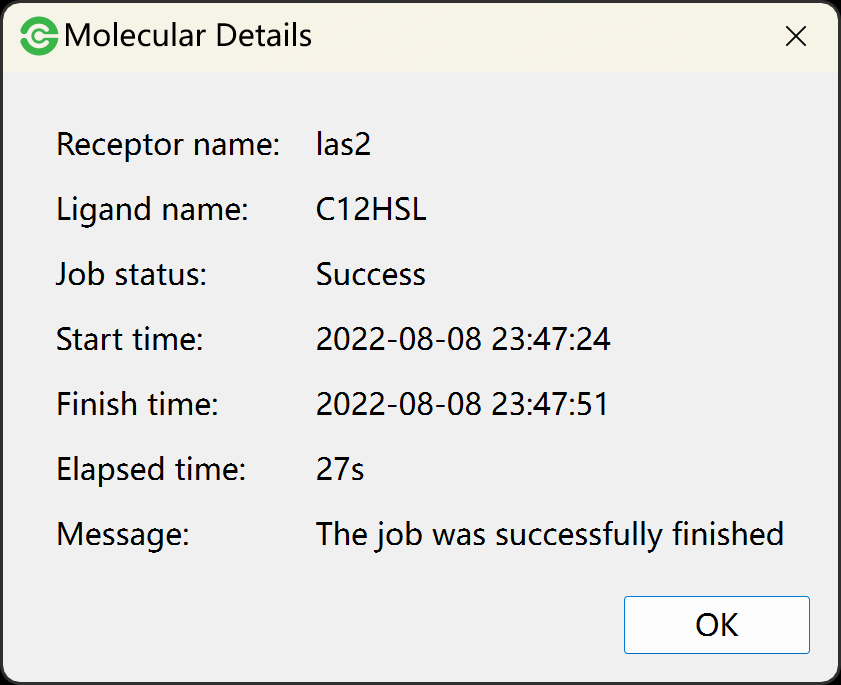 Molecular Details
Receptor name: las2
Ligand name: C12HSL
Job status: Success
Start time: 2022-08-08 23:47:24
Finish time: 2022-08-08 23:47:51
Elapsed time: 27s
Message: The job was successfully finished
OK